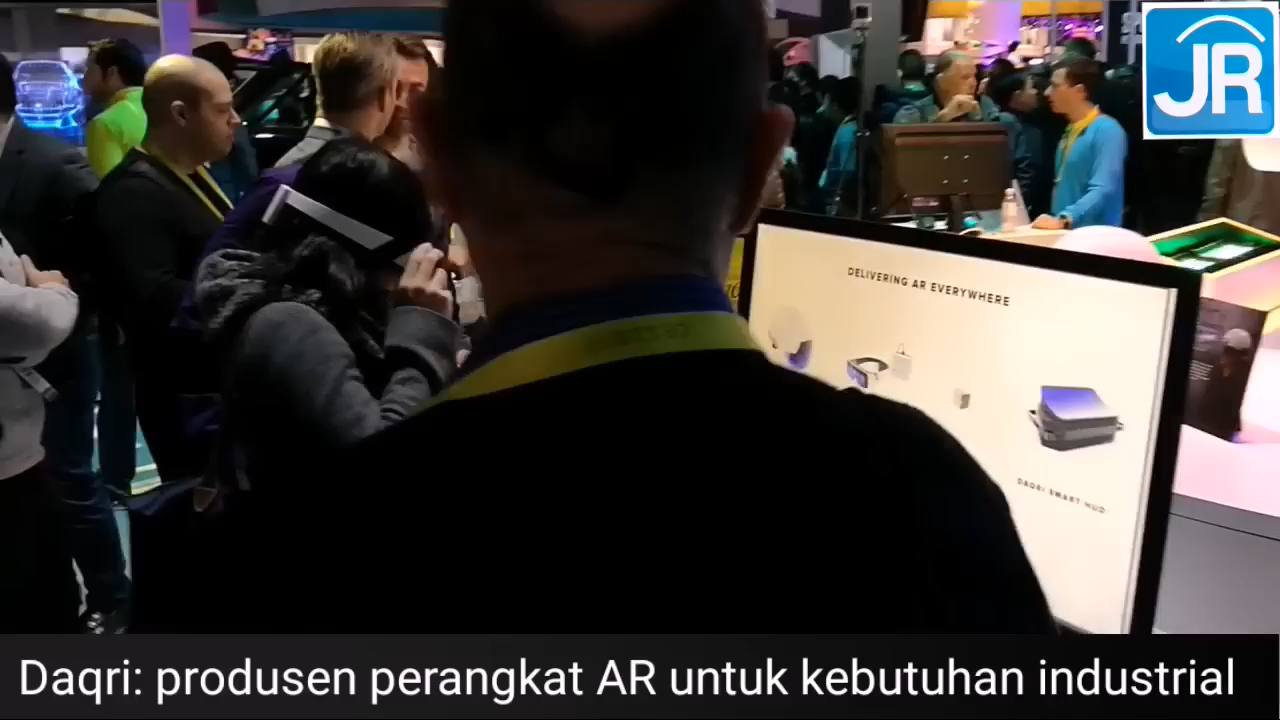 JR
DELIVERING AR EVERYWHERE
DAQRI SMART HUD
Daqri: produsen perangkat AR untuk kebutuhan industrial